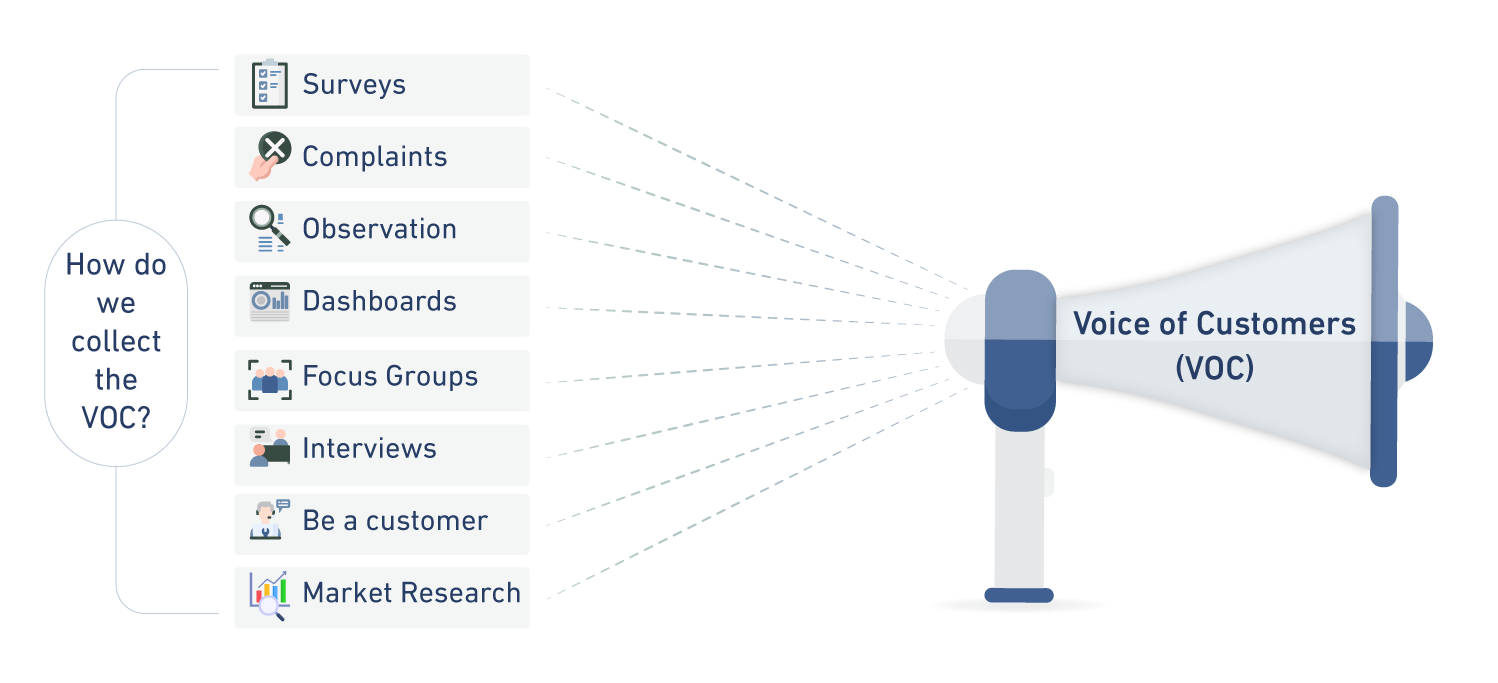 How do
we
collect
the
VOC?
Surveys
Complaints
Observation
Dashboards
Focus Groups
Interviews
Be a customer
Market Research
Voice of Customers
(VOC)